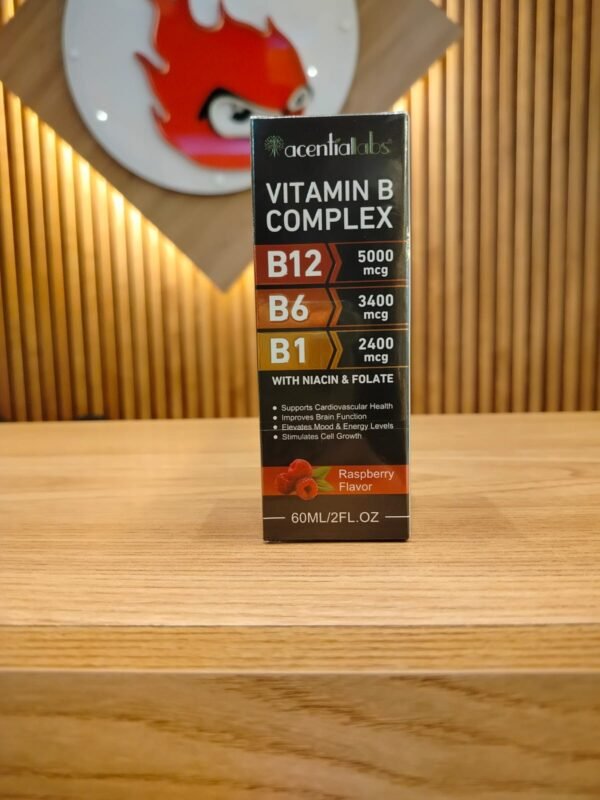 acentiallabs
VITAMIN B
COMPLEX
B12
5000
mcg
B6
3400
mcg
B1
2400
mcg
WITH NIACIN & FOLATE
• Supports Cardiovascular Health
• Improves Brain Function
• Elevates Mood & Energy Levels
• Stimulates Cell Growth
Raspberry
Flavor
60ML/2FL.OZ